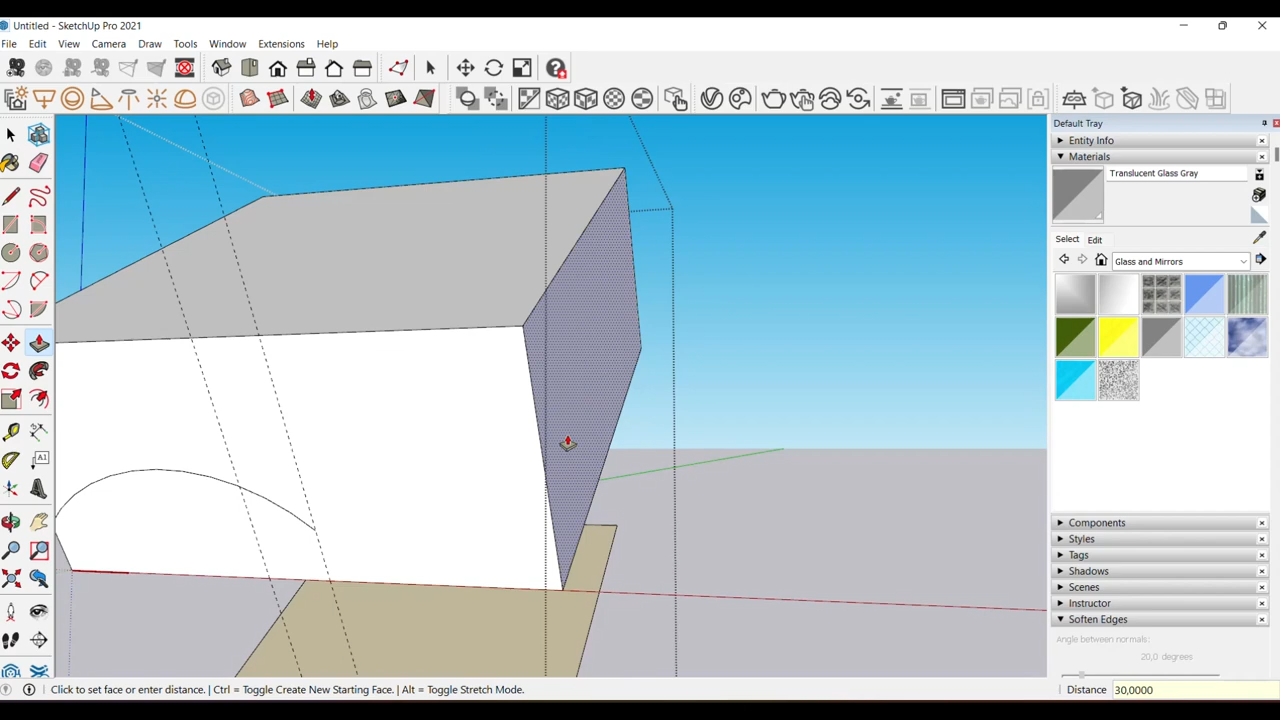 Untitled - SketchUp Pro 2021
File Edit View Camera Draw Tools Window Extensions Help
Default Tray
Entity Info
Materials
Translucent Glass Gray
Select Edit
Glass and Mirrors
A1
Components
Styles
Tags
Shadows
Scenes
Instructor
Soften Edges
Angle between normals:
20,0 degrees
Click to set face or enter distance. | Ctrl = Toggle Create New Starting Face. | Alt = Toggle Stretch Mode.
Distance 30,0000